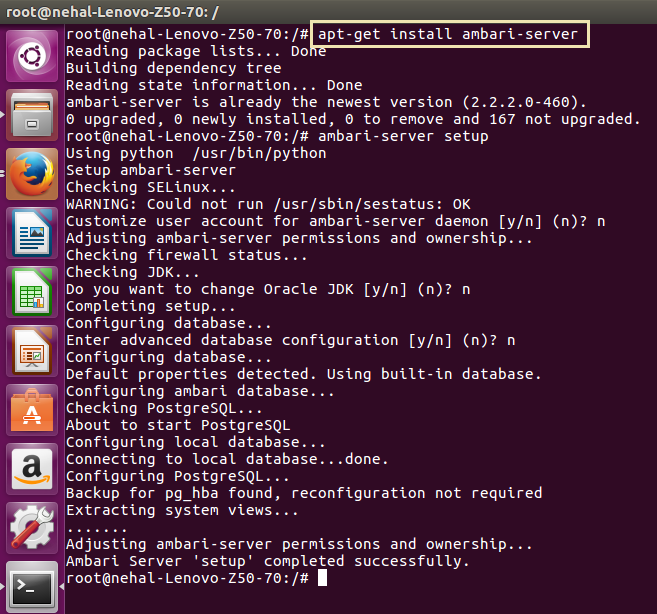 root@nehal-Lenovo-Z50-70: /
root@nehal-Lenovo-Z50-70:/# apt-get install ambari-server
Reading package lists... Done
Building dependency tree
Reading state information... Done
ambari-server is already the newest version (2.2.2.0-460).
0 upgraded, 0 newly installed, 0 to remove and 167 not upgraded.
root@nehal-Lenovo-Z50-70:/# ambari-server setup
Using python  /usr/bin/python
Setup ambari-server
Checking SELinux...
WARNING: Could not run /usr/sbin/sestatus: OK
Customize user account for ambari-server daemon [y/n] (n)? n
Adjusting ambari-server permissions and ownership...
Checking firewall status...
Checking JDK...
Do you want to change Oracle JDK [y/n] (n)? n
Completing setup...
Configuring database...
Enter advanced database configuration [y/n] (n)? n
Configuring database...
Default properties detected. Using built-in database.
Configuring ambari database...
Checking PostgreSQL...
About to start PostgreSQL
Configuring local database...
Connecting to local database...done.
Configuring PostgreSQL...
Backup for pg_hba found, reconfiguration not required
Extracting system views...
.......
Adjusting ambari-server permissions and ownership...
Ambari Server 'setup' completed successfully.
root@nehal-Lenovo-Z50-70:/#